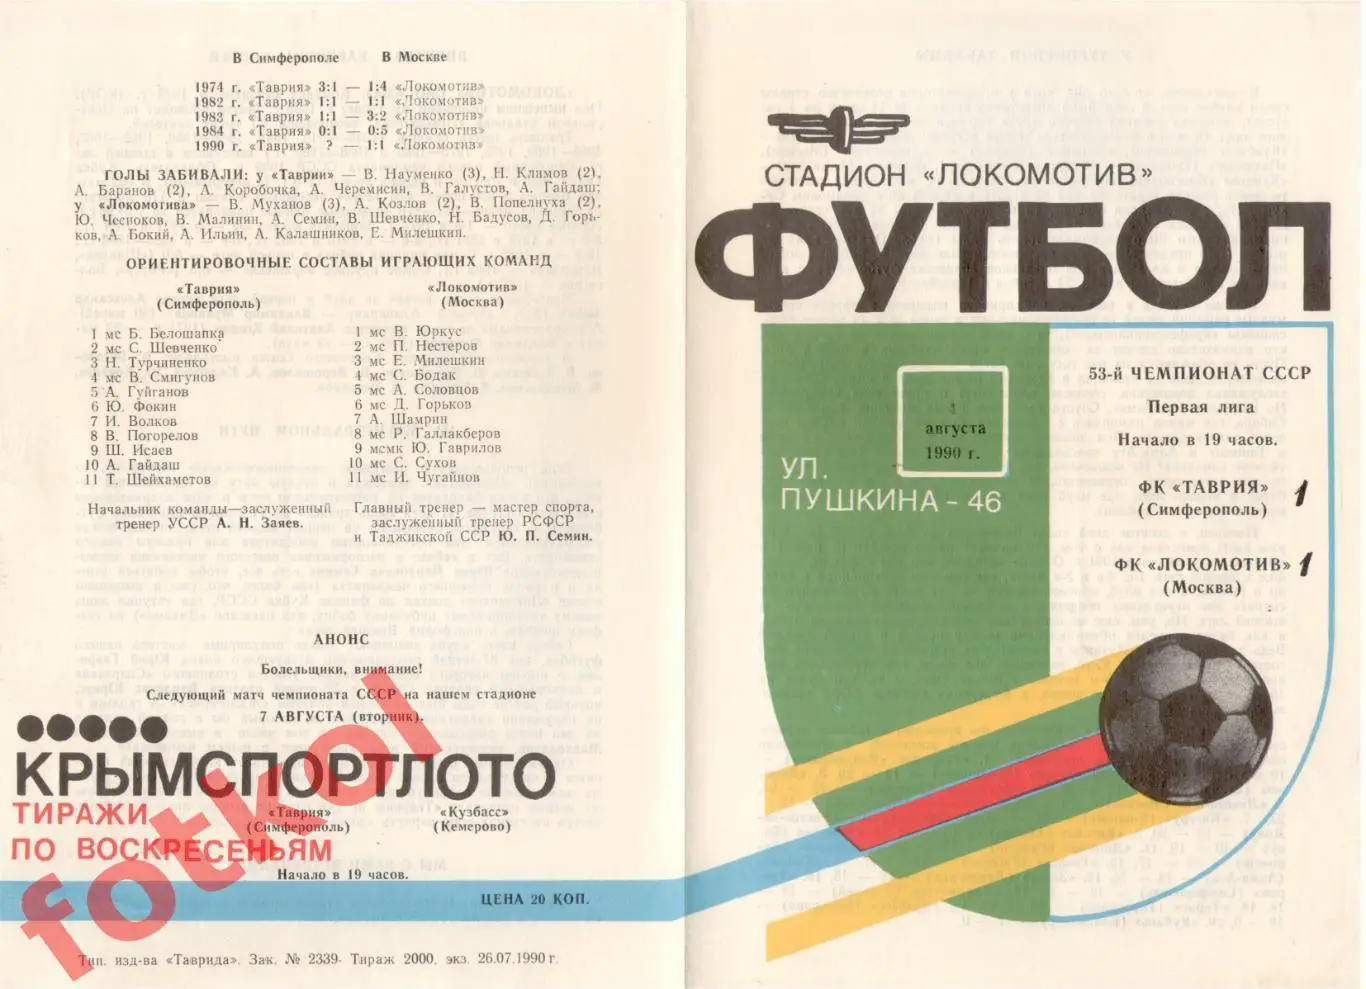 В Симферополе В Москве
1974 г. «Таврия» 3:1 — 1:4 «Локомотив»
1982 г. «Таврия» 1:1 — 1:1 «Локомотив»
1983 г. «Таврия» 1:1 — 3:2 «Локомотив»
1984 г. «Таврия» 0:1 — 0:5 «Локомотив»
1990 г. «Таврия» ? — 1:1 «Локомотив»
ГОЛЫ ЗАБИВАЛИ: у «Таврии» — В. Науменко (3), Н. Климов (2),
А. Баранов (2), А. Коробочка, А. Черемисин, В. Галустов, А. Гайдаш;
у «Локомотива» — В. Муханов (3), А. Козлов (2), В. Попелнуха (2),
Ю. Чесноков, В. Малинин, А. Семин, В. Шевченко, Н. Бадусов, Д. Горь-
ков, А. Бокий, А. Ильин, А. Калашников, Е. Милешкин.
ОРИЕНТИРОВОЧНЫЕ СОСТАВЫ ИГРАЮЩИХ КОМАНД
«Таврия»
(Симферополь)
1 мс Б. Белошапка
2 мс С. Шевченко
3 Н. Турчиненко
4 мс В. Смигунов
5 А. Гуйганов
6 Ю. Фокин
7 И. Волков
8 В. Погорелов
9 Ш. Исаев
10 А. Гайдаш
11 Т. Шейхаметов
Начальник команды—заслуженный
тренер УССР А. Н. Заяев.
«Локомотив»
(Москва)
1 мс В. Юркус
2 мс П. Нестеров
3 мс Е. Милешкин
4 мс С. Бодак
5 мс А. Соловцов
6 мс Д. Горьков
7 А. Шамрин
8 мс Р. Галлакберов
9 мсмк Ю. Гаврилов
10 мс С. Сухов
11 мс И. Чугайнов
Главный тренер — мастер спорта,
заслуженный тренер РСФСР
и Таджикской ССР Ю. П. Семин.
АНОНС
Болельщики, внимание!
Следующий матч чемпионата СССР на нашем стадионе
7 АВГУСТА (вторник).
КРЫМСПОРТЛОТО
ТИРАЖИ
ПО ВОСКРЕСЕНЬЯМ
«Таврия»
(Симферополь)
«Кузбасс»
(Кемерово)
Начало в 19 часов.
ЦЕНА 20 КОП.
Тип. изд-ва «Таврида». Зак. № 2339- Тираж 2000. экз. 26.07.1990 г.
fotkol
СТАДИОН «ЛОКОМОТИВ»
ФУТБОЛ
августа
1990 г.
УЛ.
ПУШКИНА - 46
53-й ЧЕМПИОНАТ СССР
Первая лига
Начало в 19 часов.
ФК «ТАВРИЯ» 1
(Симферополь)
ФК «ЛОКОМОТИВ» 1
(Москва)